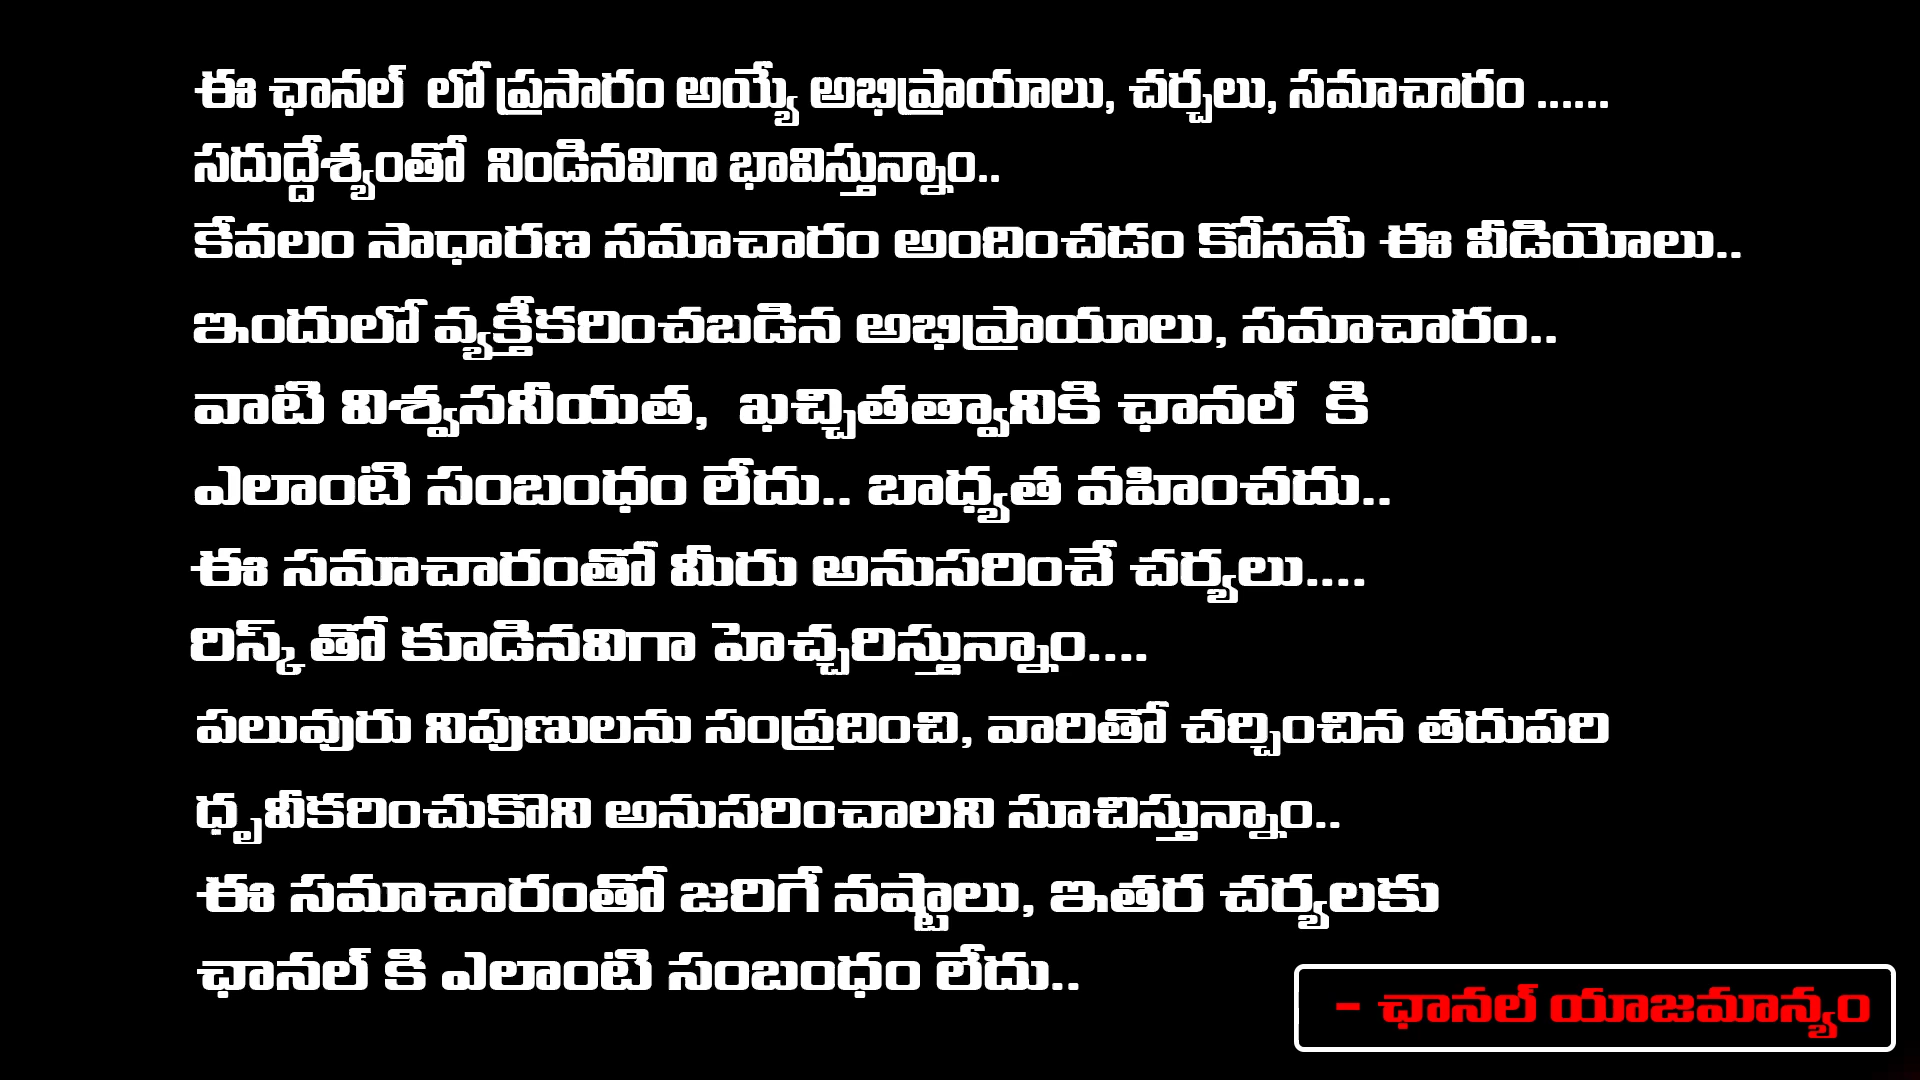 ఈ ఛానల్ లో ప్రసారం అయ్యే అభిప్రాయాలు, చర్చలు, సమాచారం ......
సదుద్దేశ్యంతో నిండినవిగా భావిస్తున్నాం..
కేవలం సాధారణ సమాచారం అందించడం కోసమే ఈ వీడియోలు..
ఇందులో వ్యక్తీకరించబడిన అభిప్రాయాలు, సమాచారం..
వాటి విశ్వసనీయత, ఖచ్చితత్వానికి ఛానల్ కి
ఎలాంటి సంబంధం లేదు.. బాధ్యత వహించదు..
ఈ సమాచారంతో మీరు అనుసరించే చర్యలు....
రిస్క్ తో కూడినవిగా హెచ్చరిస్తున్నాం....
పలువురు నిపుణులను సంప్రదించి, వారితో చర్చించిన తదుపరి
ధృవీకరించుకొని అనుసరించాలని సూచిస్తున్నాం..
ఈ సమాచారంతో జరిగే నష్టాలు, ఇతర చర్యలకు
ఛానల్ కి ఎలాంటి సంబంధం లేదు..
- ఛానల్ యాజమాన్యం